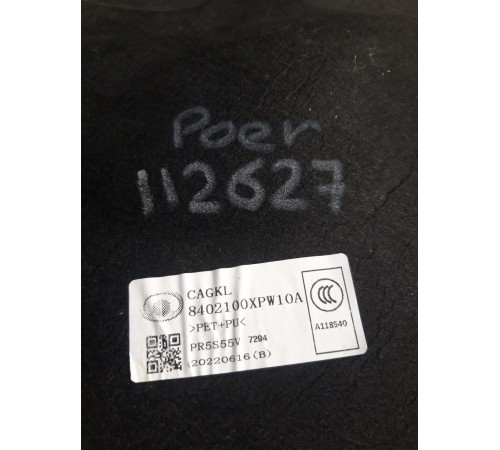 Poer
112627
CAGKL
8402100XPW10A
>PET+PU<
PR5S55V 7294
20220616(B)
A118540